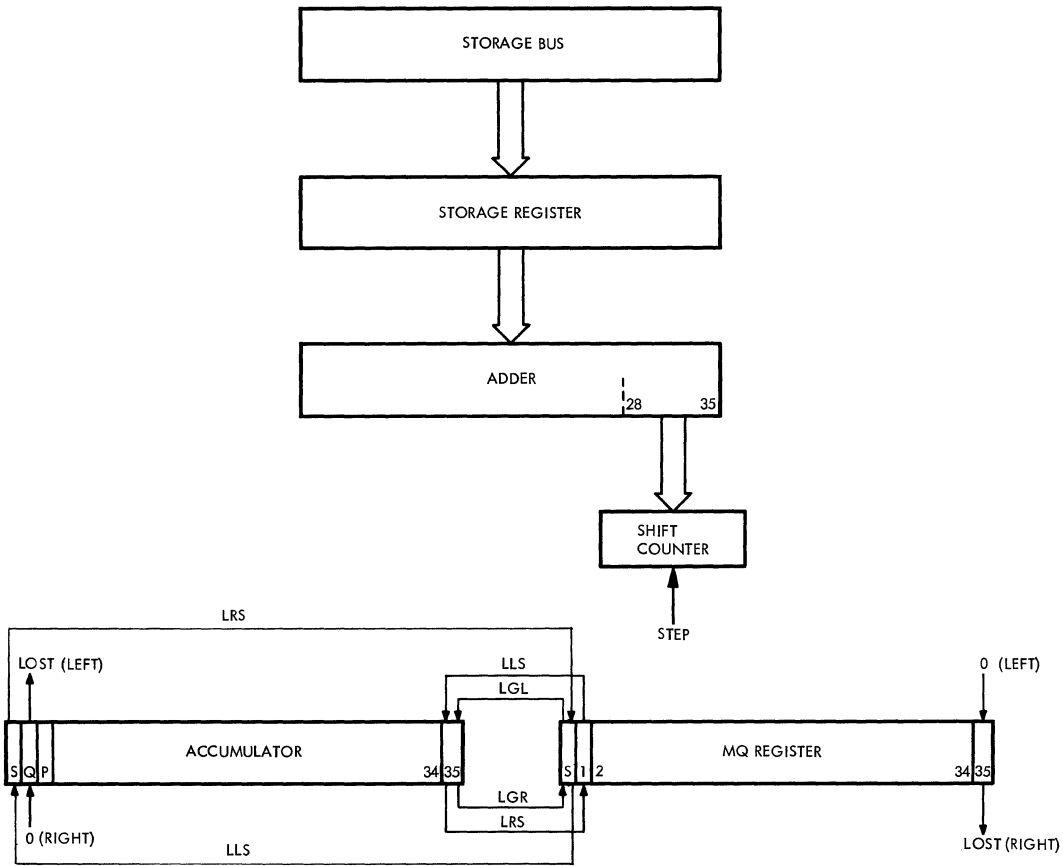 STORAGE BUS
STORAGE REGISTER
ADDER
28
35
SHIFT
COUNTER
STEP
LRS
LOST (LEFT)
LLS
LGL
0 (LEFT)
S
Q
P
ACCUMULATOR
34
35
S
1
2
MQ REGISTER
34
35
0 (RIGHT)
LGR
LRS
LLS
LOST (RIGHT)